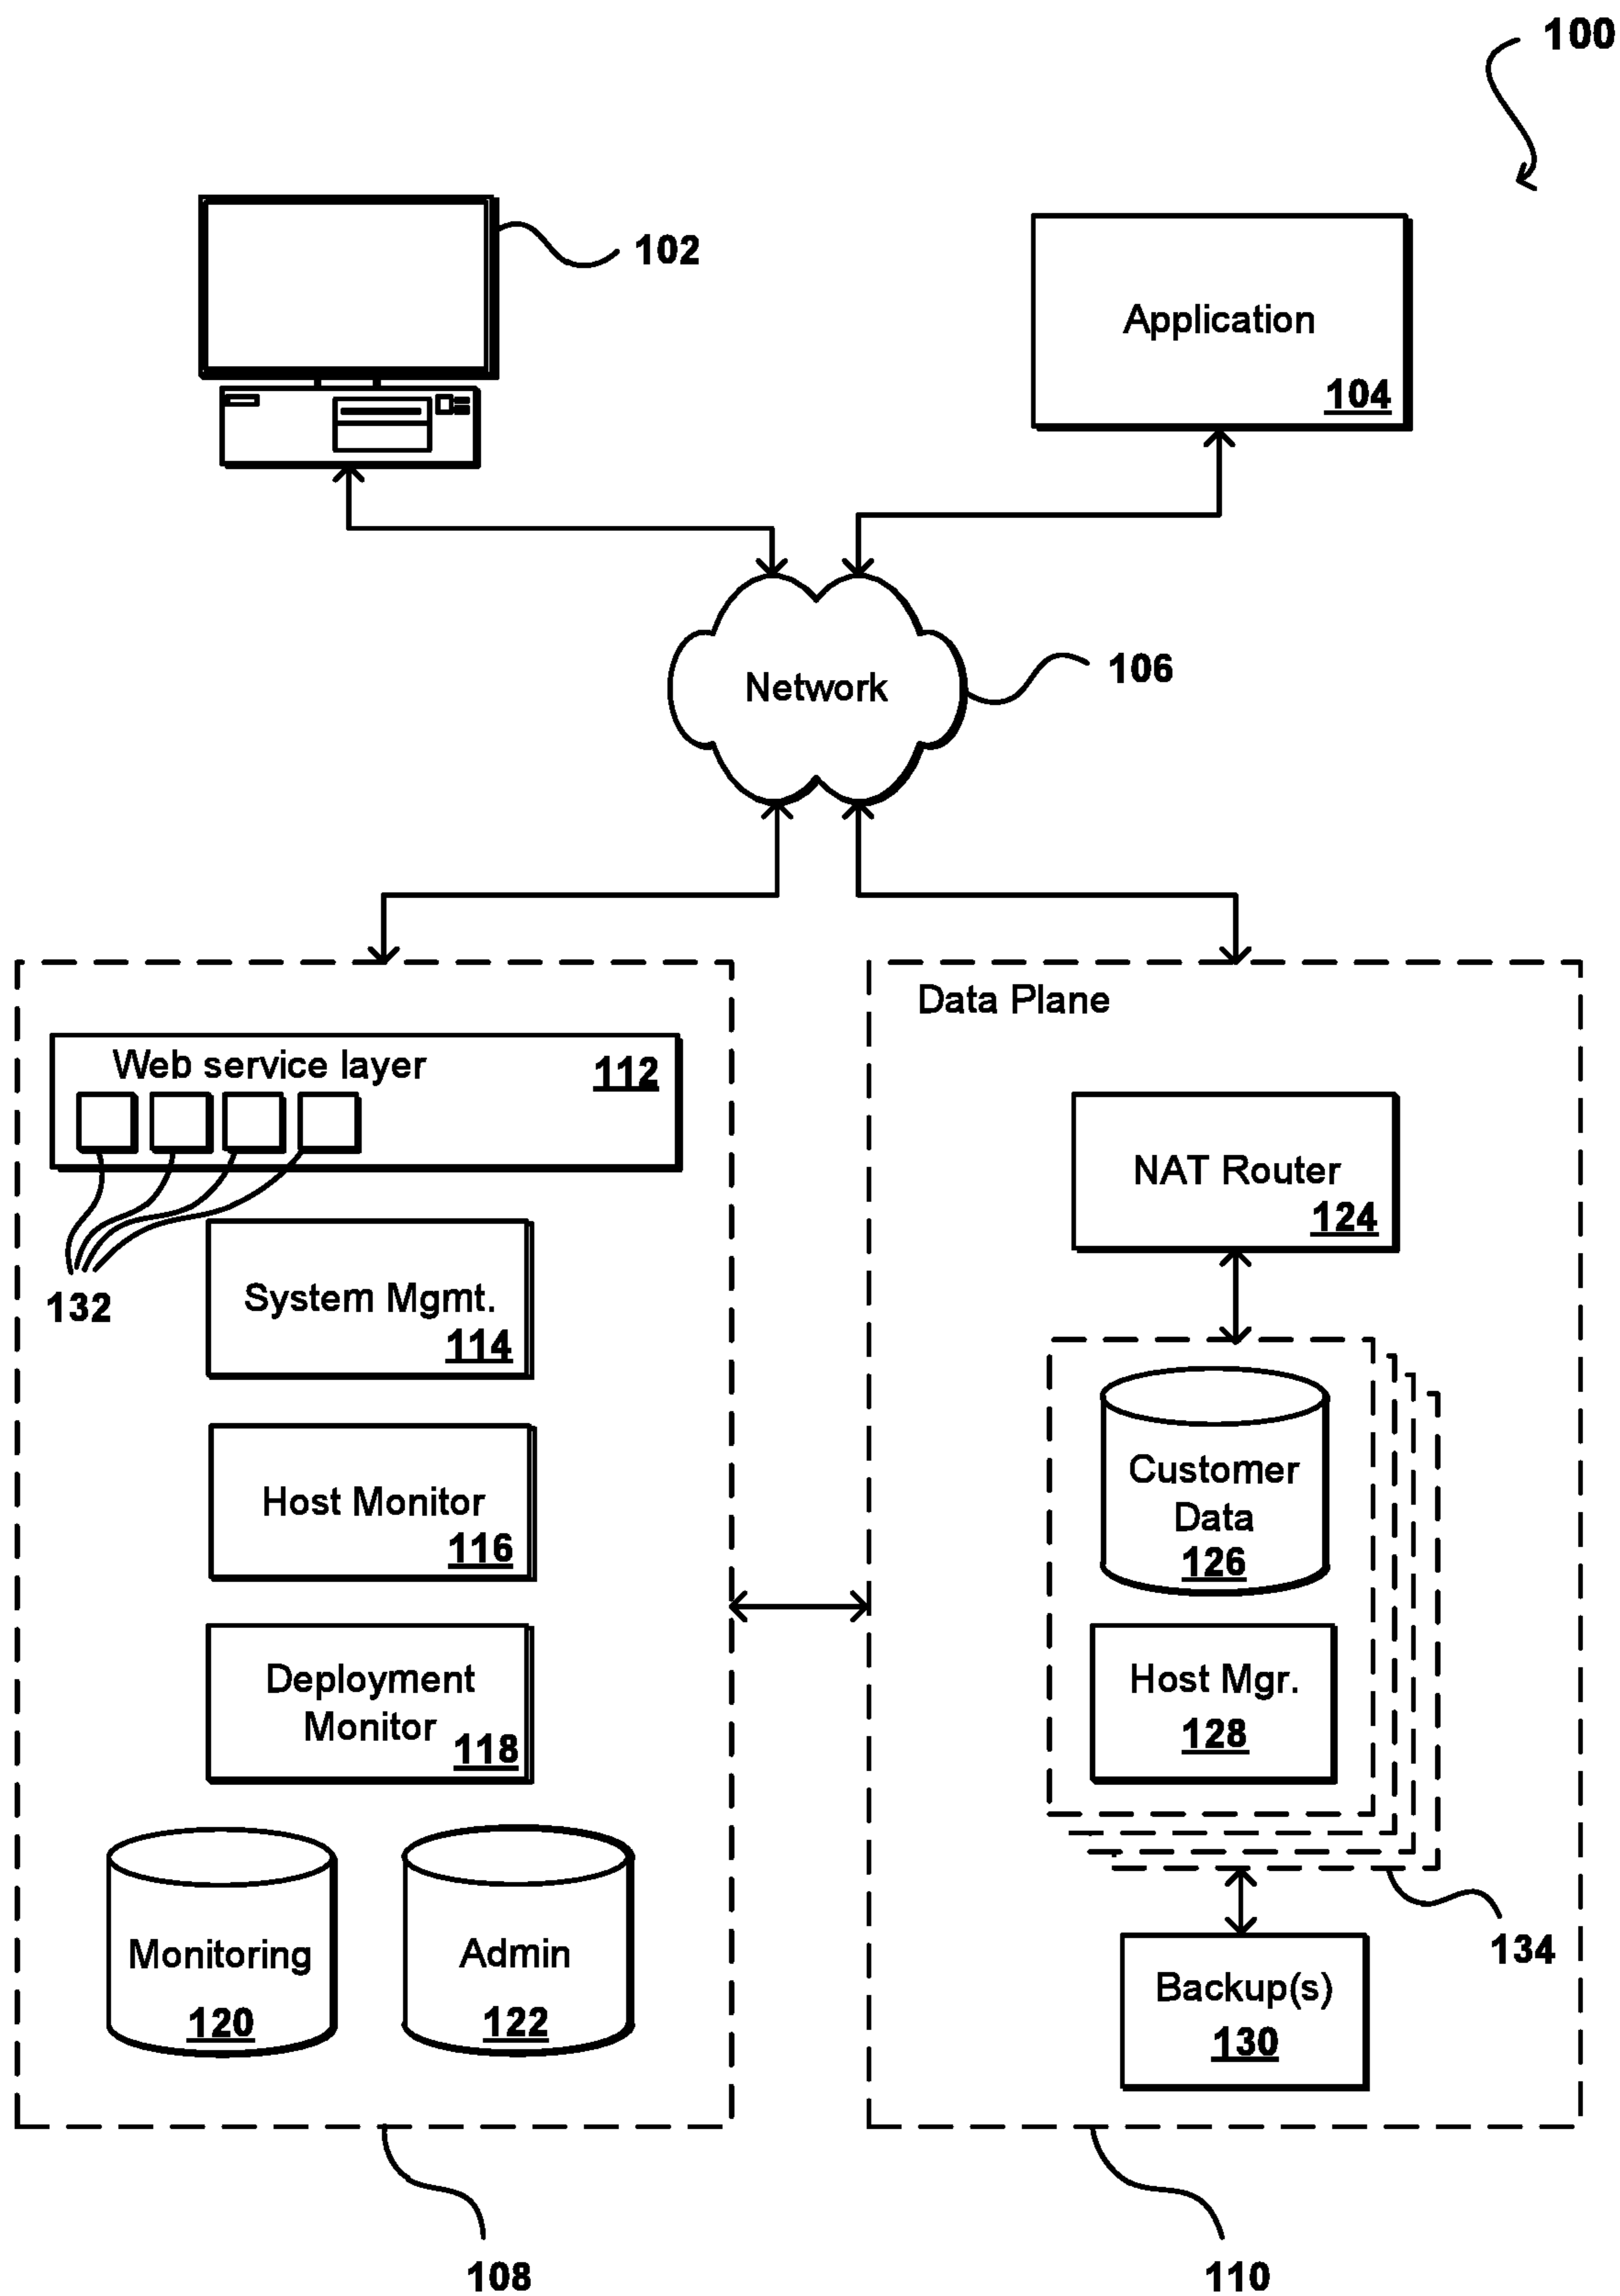 100
102
Application
104
Network
106
Web service layer
112
132
System Mgmt.
114
Host Monitor
116
Deployment
Monitor
118
Monitoring
120
Admin
122
108
Data Plane
NAT Router
124
Customer
Data
126
Host Mgr.
128
134
Backup(s)
130
110